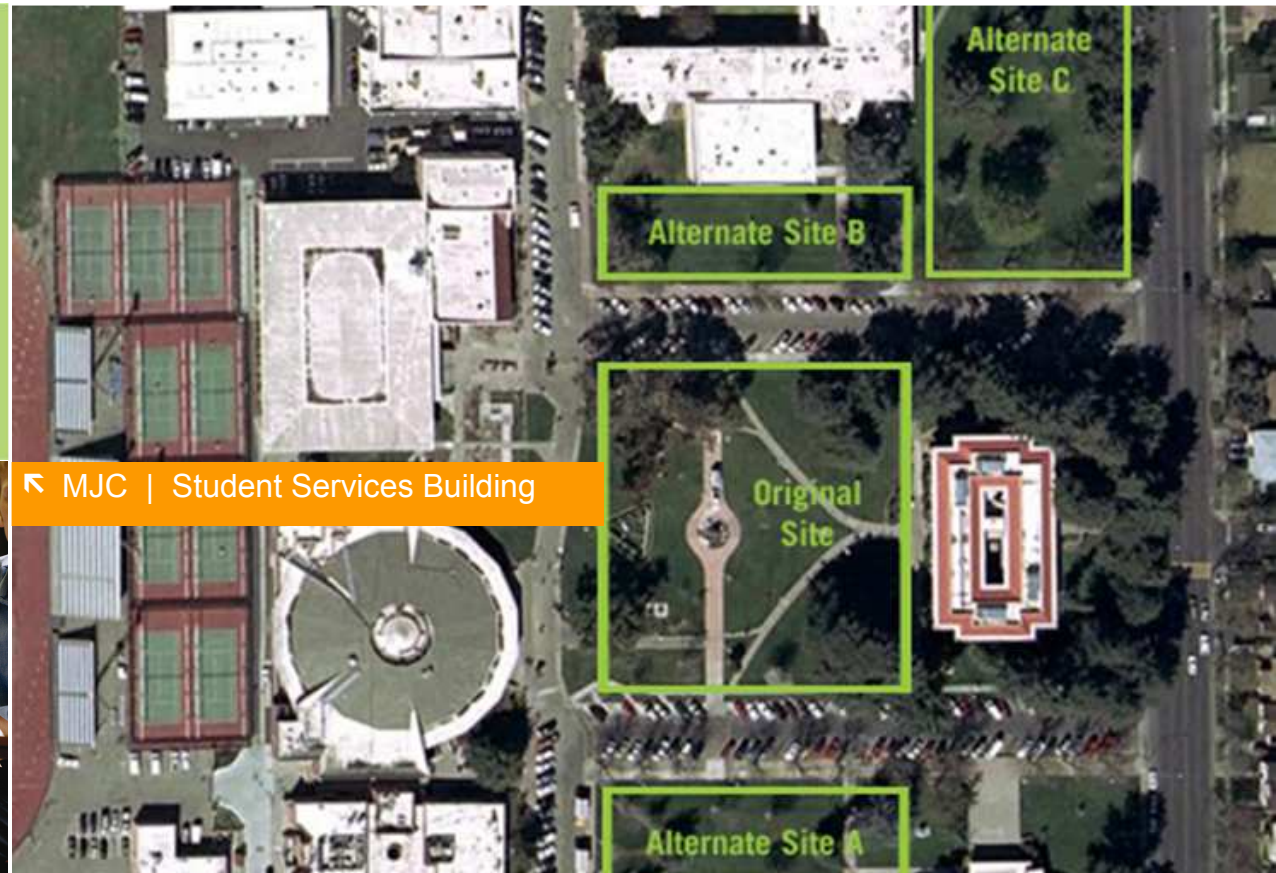 Alternate
Site C
Alternate Site B
MJC | Student Services Building
Original
Site
Alternate Site A